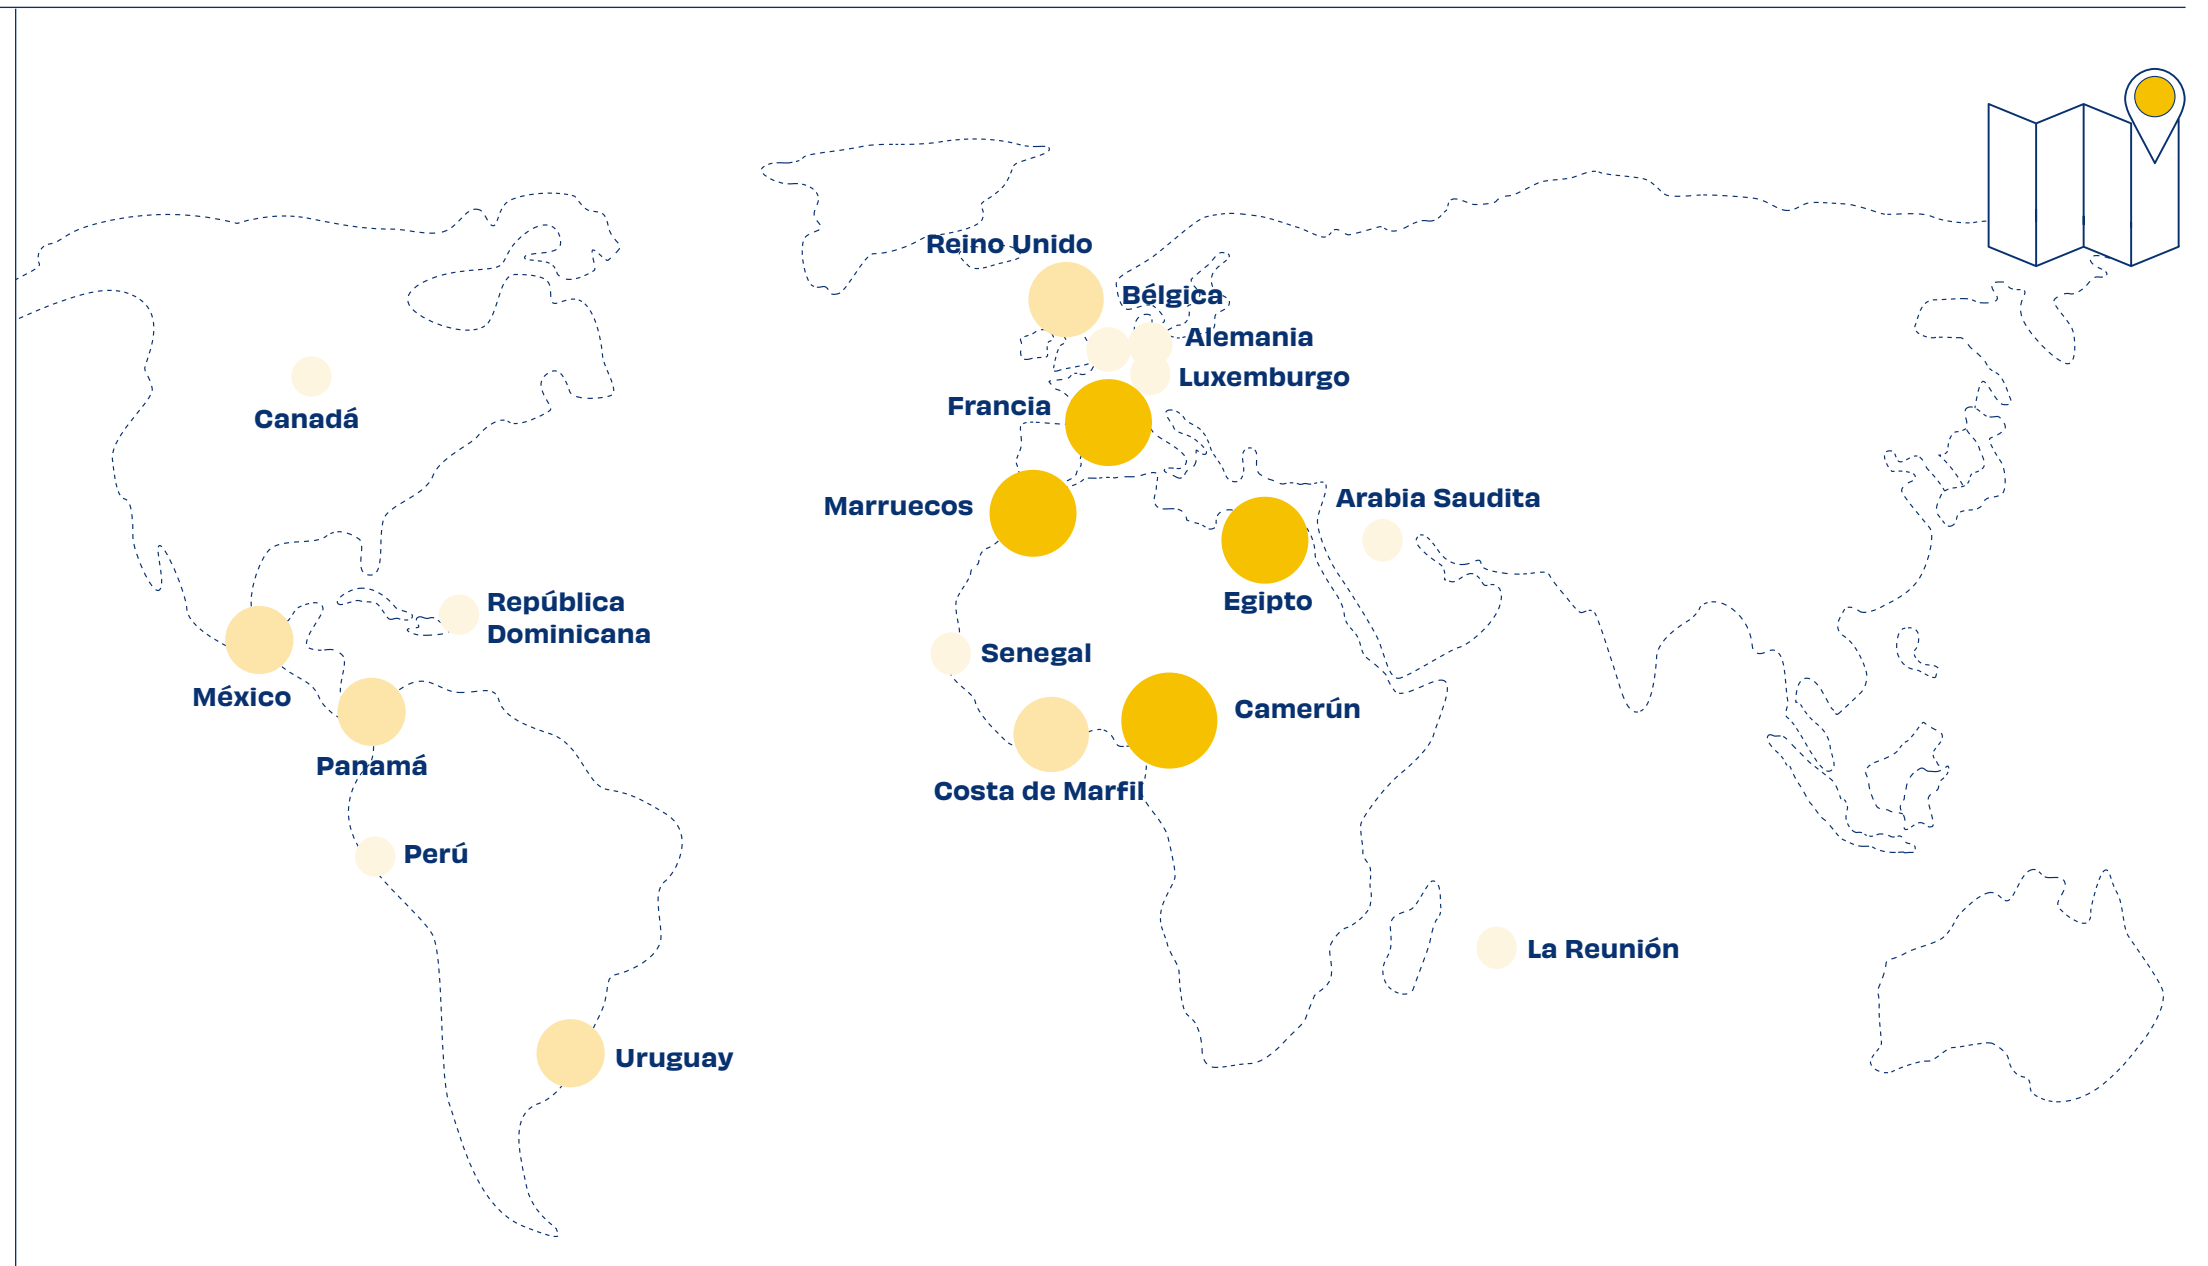 Reino Unido
Bélgica
Alemania
Luxemburgo
Canadá
Francia
Marruecos
Arabia Saudita
República
Dominicana
Egipto
Senegal
México
Camerún
Panamá
Costa de Marfil
Perú
La Reunión
Uruguay